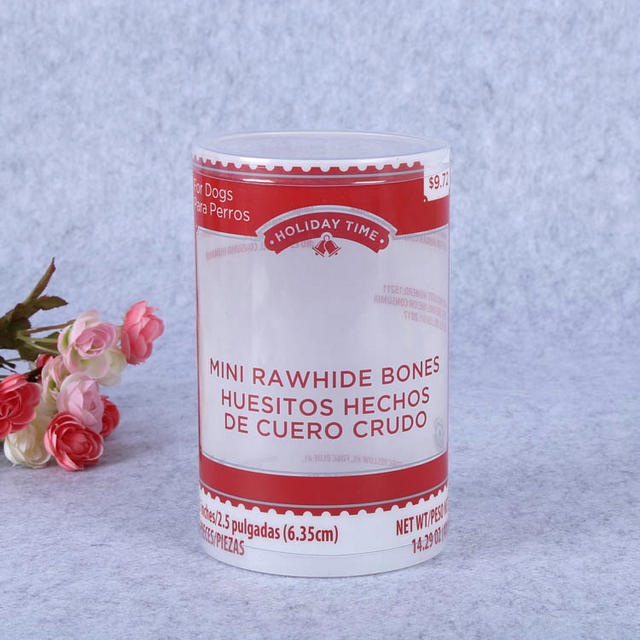 For Dogs
Para Perros
$9.72
HOLIDAY TIME
MINI RAWHIDE BONES
HUESITOS HECHOS
DE CUERO CRUDO
inches/2.5 pulgadas (6.35cm)
NET WT/PESO
PIECES/PIEZAS
14.29 OZ